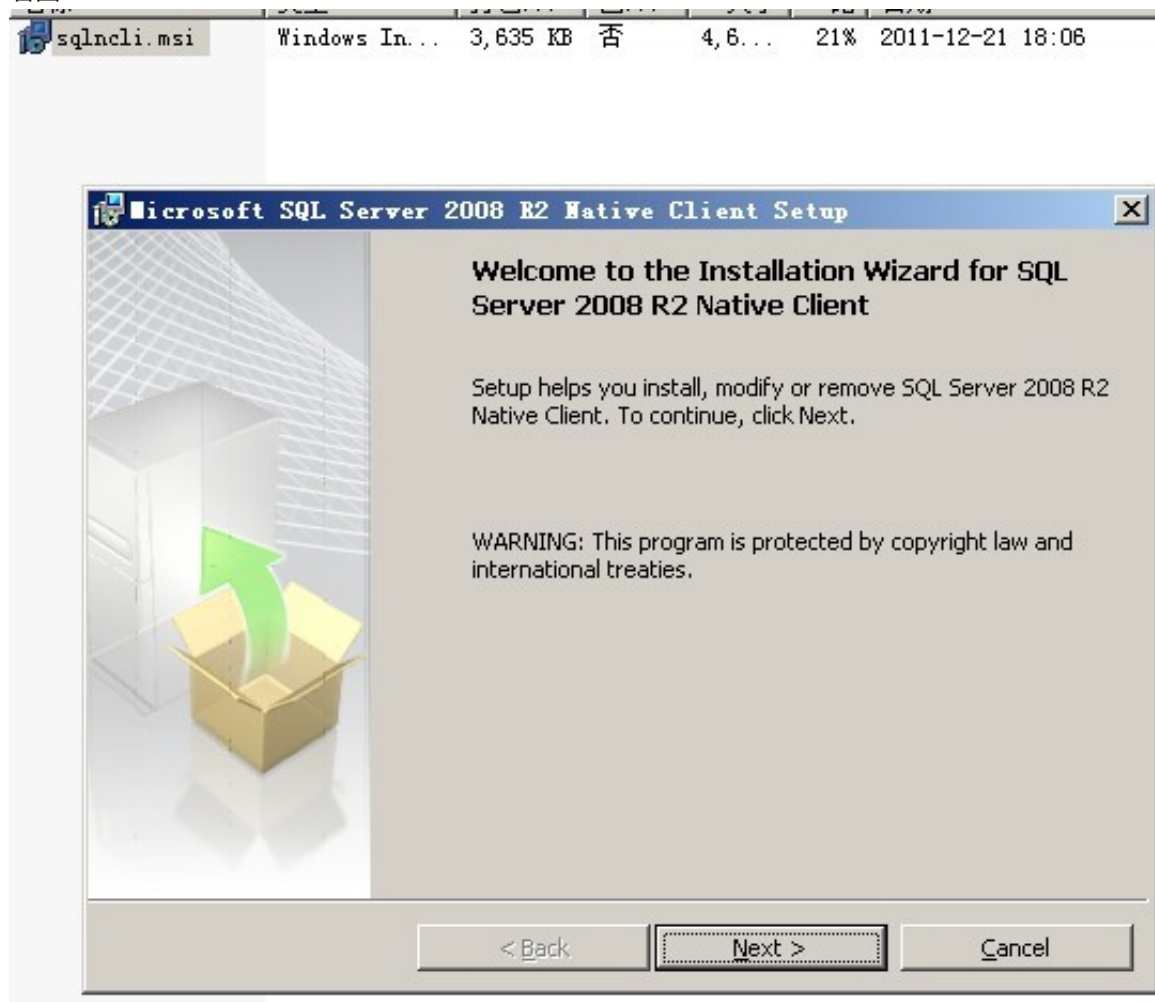 sqlncli.msi Windows In... 3,635 KB 否 4,6... 21% 2011-12-21 18:06
Microsoft SQL Server 2008 R2 Native Client Setup
Welcome to the Installation Wizard for SQL
Server 2008 R2 Native Client
Setup helps you install, modify or remove SQL Server 2008 R2
Native Client. To continue, click Next.
WARNING: This program is protected by copyright law and
international treaties.
< Back Next > Cancel